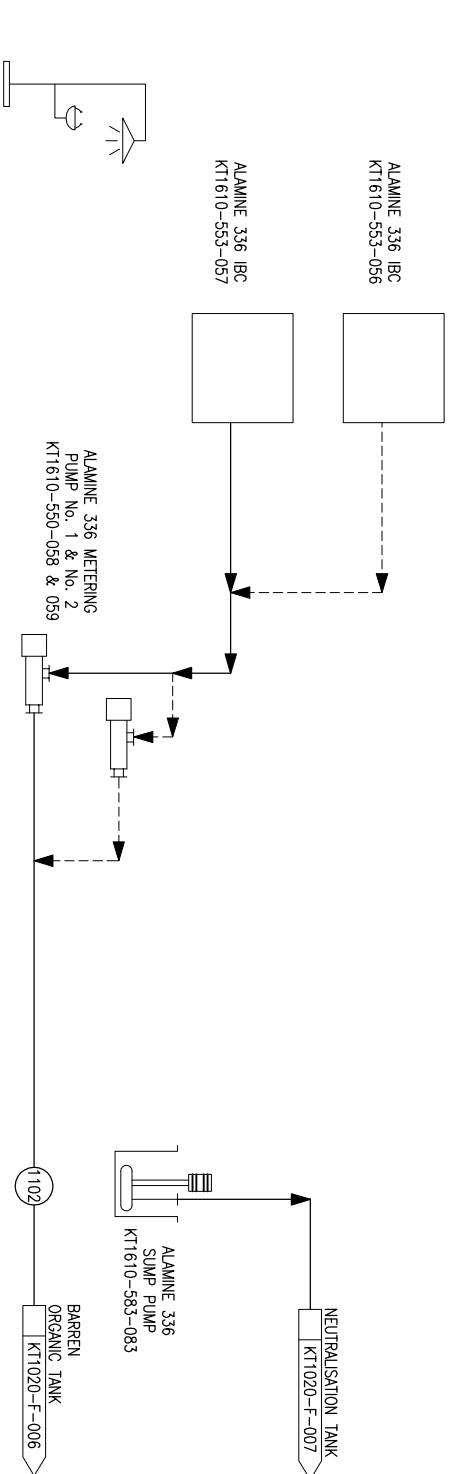 ALAMINE 336 IBC
KT1610-553-056
ALAMINE 336 IBC
KT1610-553-057
ALAMINE 336 METERING
PUMP No. 1 & No. 2
KT1610-550-058 & 059
ALAMINE 336
SUMP PUMP
KT1610-583-083
NEUTRALISATION TANK
KT1020-F-007
1102
BARREN
ORGANIC TANK
KT1020-F-006